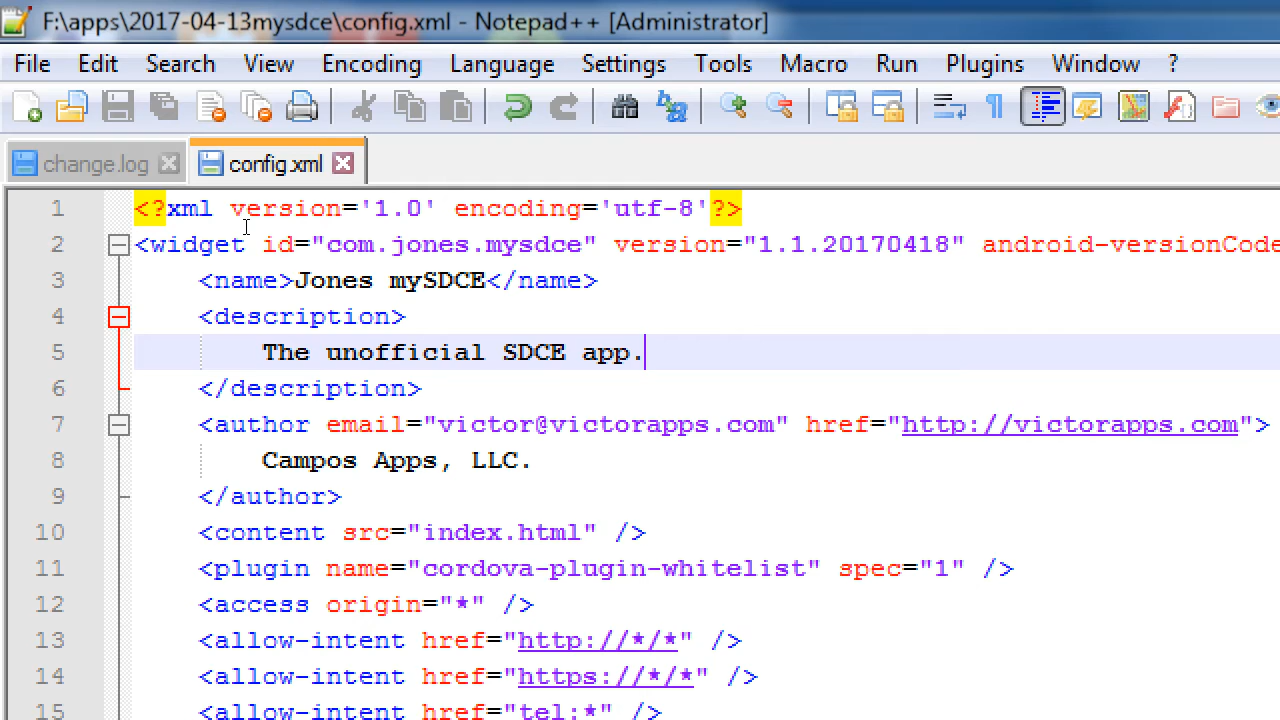 F:\apps\2017-04-13mysdce\config.xml - Notepad++ [Administrator]
File Edit Search View Encoding Language Settings Tools Macro Run Plugins Window ?
change.log config.xml
1 <?xml version='1.0' encoding='utf-8'?>
2 <widget id="com.jones.mysdce" version="1.1.20170418" android-versionCode
3 <name>Jones mySDCE</name>
4 <description>
5 The unofficial SDCE app.
6 </description>
7 <author email="victor@victorapps.com" href="http://victorapps.com">
8 Campos Apps, LLC.
9 </author>
10 <content src="index.html" />
11 <plugin name="cordova-plugin-whitelist" spec="1" />
12 <access origin="*" />
13 <allow-intent href="http://*/*" />
14 <allow-intent href="https://*/*" />
15 <allow-intent href="tel:*" />